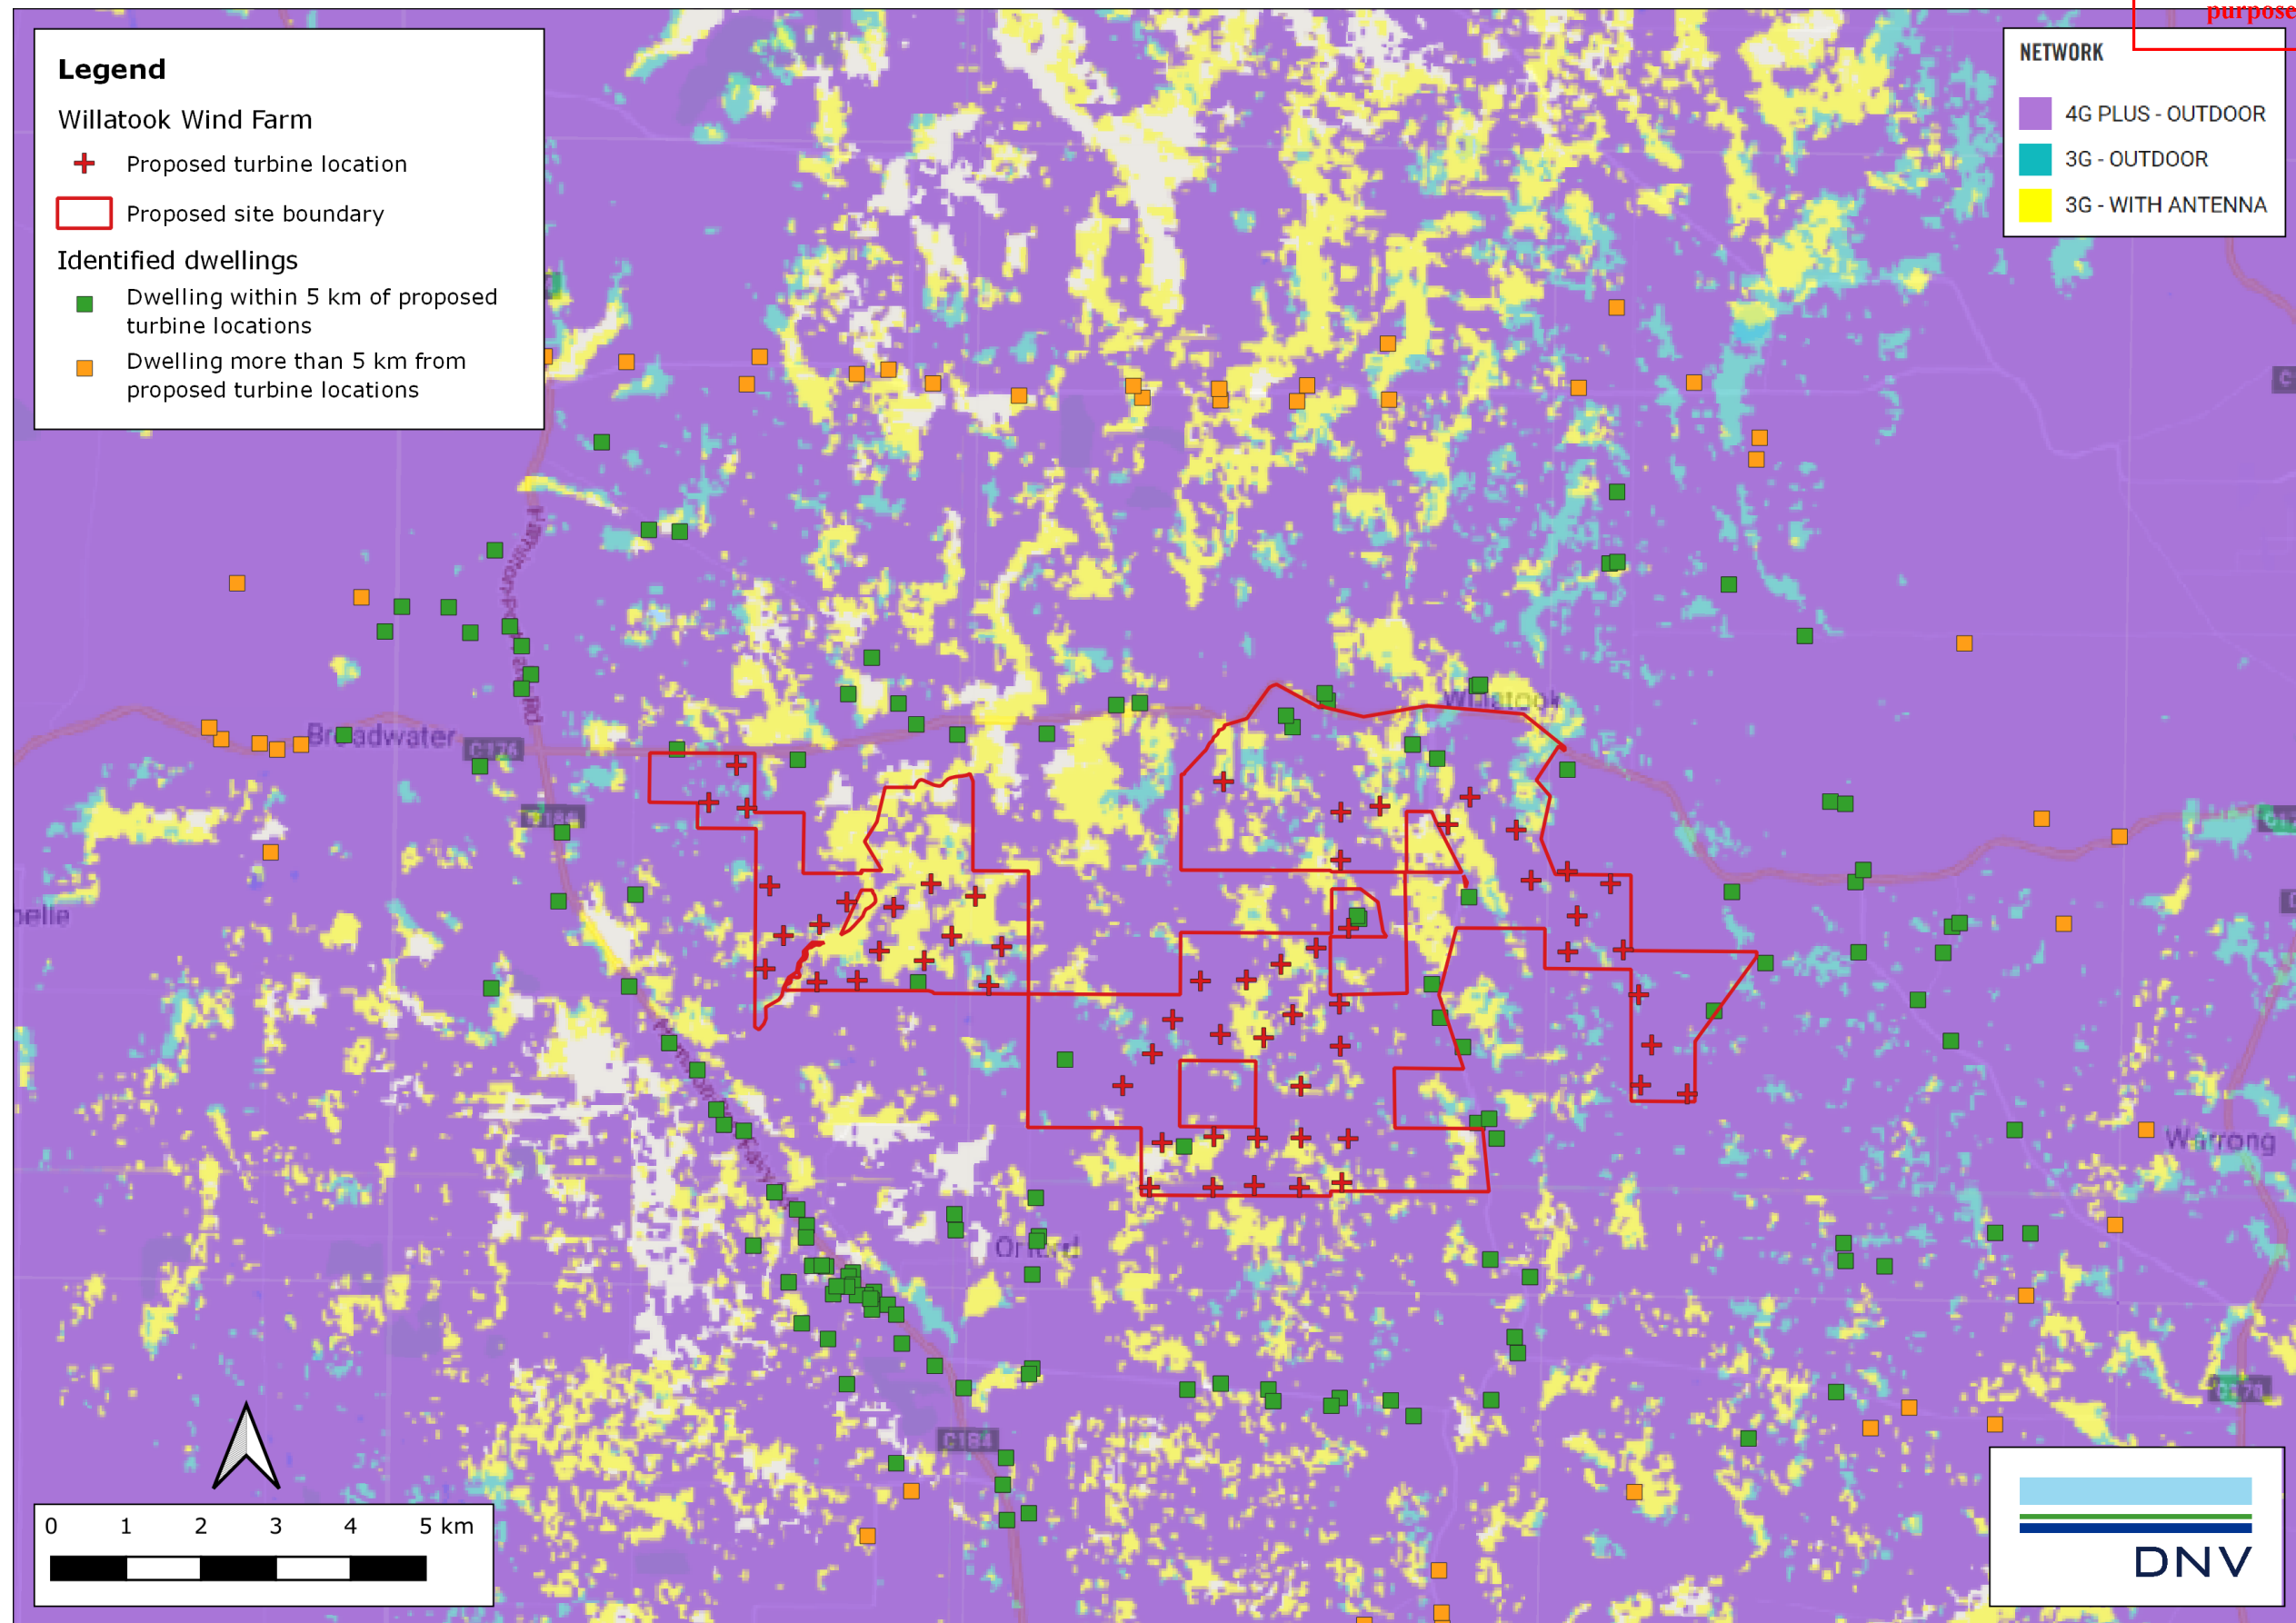 purpose
Legend
Willatook Wind Farm
Proposed turbine location
Proposed site boundary
Identified dwellings
Dwelling within 5 km of proposed
turbine locations
Dwelling more than 5 km from
proposed turbine locations
NETWORK
4G PLUS - OUTDOOR
3G - OUTDOOR
3G - WITH ANTENNA
Willatook
Broadwater
C176
C184
Warrong
Orford
C184
0 1 2 3 4 5 km
DNV